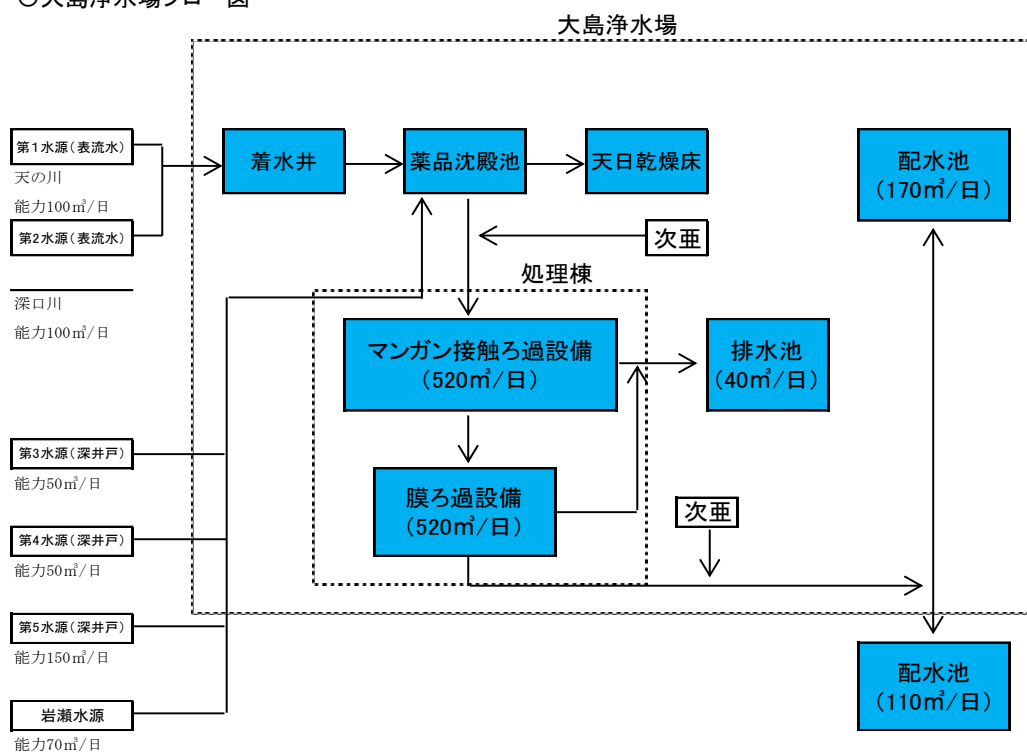 ○大島浄水場フロー図
大島浄水場
第1水源(表流水)
天の川
能力100㎥/日
第2水源(表流水)
深口川
能力100㎥/日
着水井
薬品沈殿池
天日乾燥床
配水池
(170㎥/日)
次亜
処理棟
マンガン接触ろ過設備
(520㎥/日)
排水池
(40㎥/日)
第3水源(深井戸)
能力50㎥/日
膜ろ過設備
(520㎥/日)
次亜
第4水源(深井戸)
能力50㎥/日
第5水源(深井戸)
能力150㎥/日
配水池
(110㎥/日)
岩瀬水源
能力70㎥/日